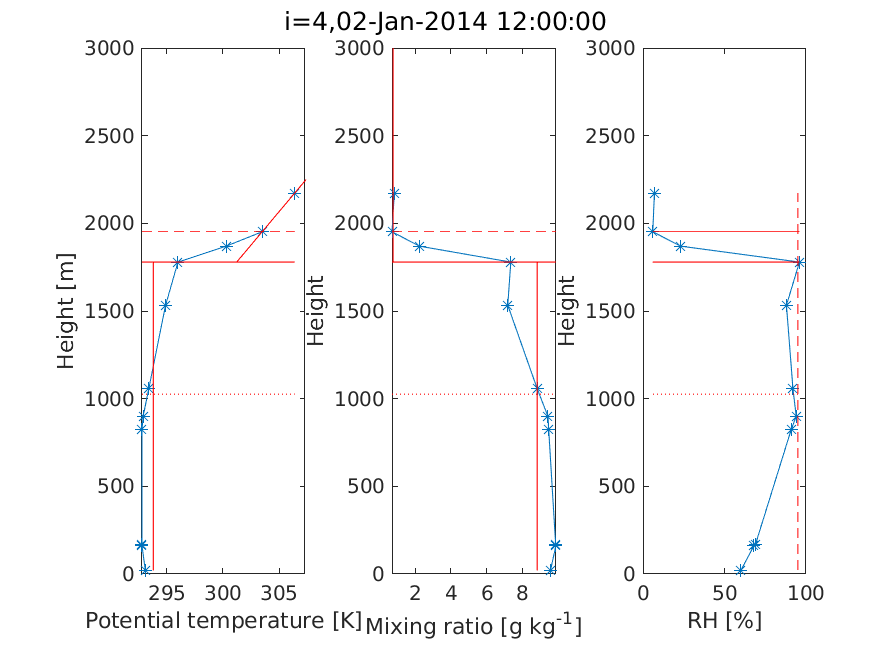 i=4,02-Jan-2014 12:00:00
3000
2500
2000
1500
1000
500
0
Height [m]
295 300 305
Potential temperature [K]
3000
2500
2000
1500
1000
500
0
Height
2 4 6 8
Mixing ratio [g kg-1]
3000
2500
2000
1500
1000
500
0
Height
0 50 100
RH [%]